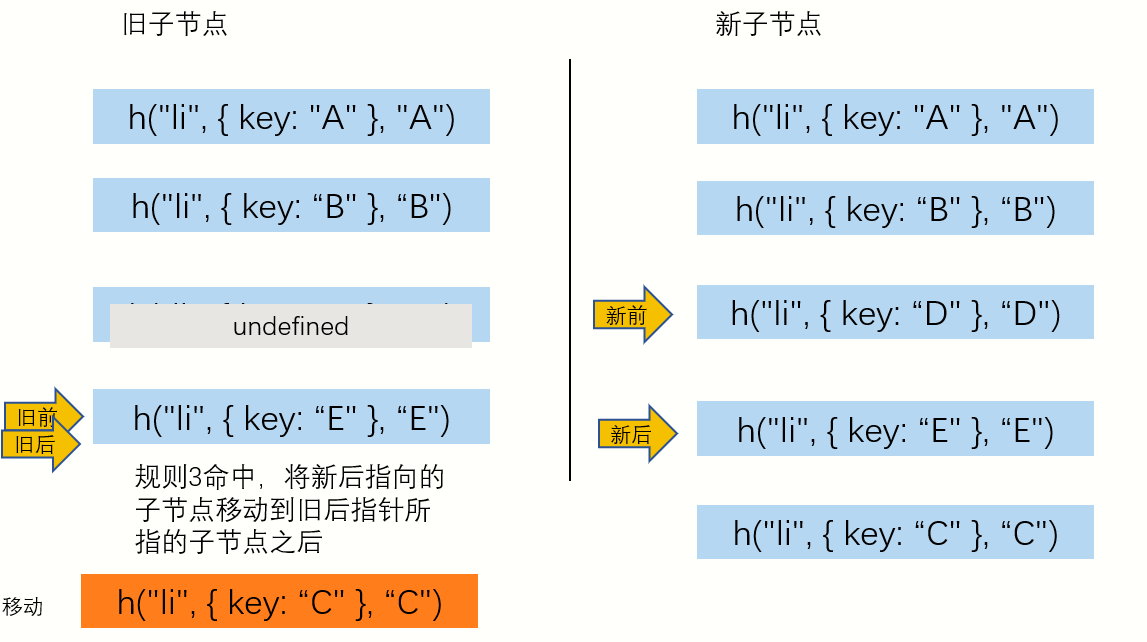 旧子节点
h("li", { key: "A" }, "A")
h("li", { key: “B" }, “B")
undefined
旧前
旧后
h("li", { key: “E" }, “E")
规则3命中，将新后指向的
子节点移动到旧后指针所
指的子节点之后
移动
h("li", { key: “C" }, “C")
新子节点
h("li", { key: "A" }, "A")
h("li", { key: “B" }, “B")
新前
h("li", { key: “D" }, “D")
新后
h("li", { key: “E" }, “E")
h("li", { key: “C" }, “C")